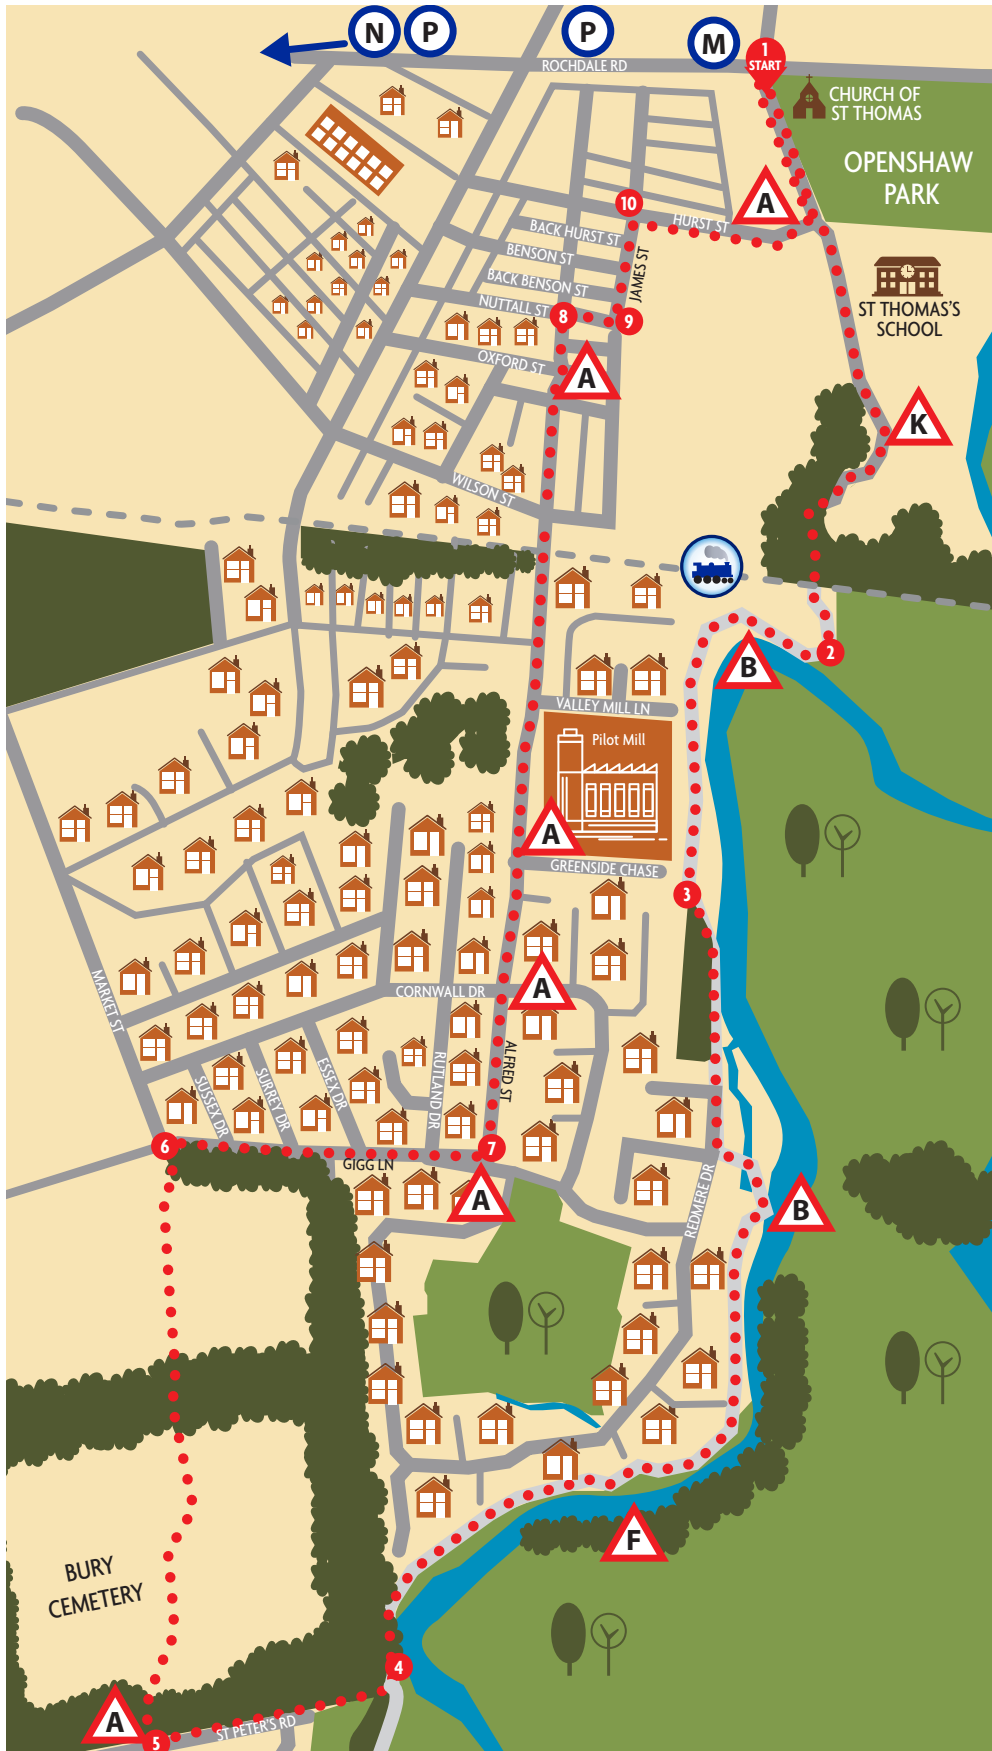 N
P
P
M
1
START
ROCHDALE RD
CHURCH OF
ST THOMAS
OPENSHAW
PARK
A
10
HURST ST
BACK HURST ST
BENSON ST
JAMES ST
BACK BENSON ST
NUTTALL ST
8
9
ST THOMAS'S
SCHOOL
OXFORD ST
A
K
WILSON ST
2
B
VALLEY MILL LN
Pilot Mill
A
GREENSIDE CHASE
3
MARKET ST
CORNWALL DR
A
ALFRED ST
RUTLAND DR
ESSEX DR
SURREY DR
SUSSEX DR
6
7
GIGG LN
A
REDMERE DR
B
F
BURY
CEMETERY
4
A
5
ST PETER'S RD